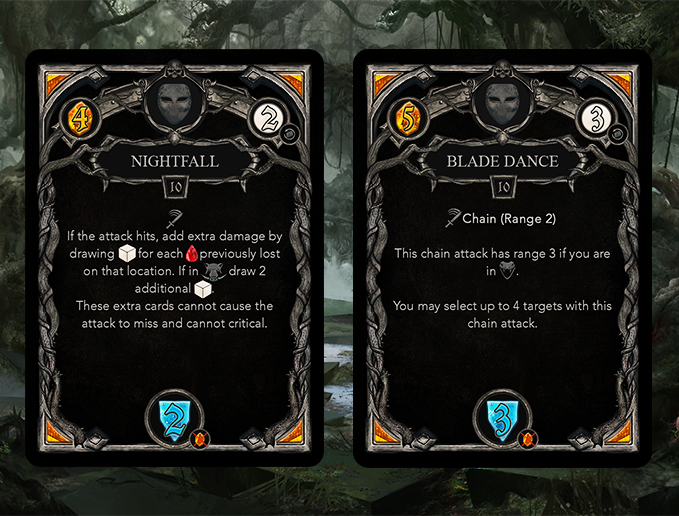 4
2
NIGHTFALL
10
If the attack hits, add extra damage by
drawing for each previously lost
on that location. If in , draw 2
additional .
These extra cards cannot cause the
attack to miss and cannot critical.
2
5
3
BLADE DANCE
10
Chain (Range 2)
This chain attack has range 3 if you are
in .
You may select up to 4 targets with this
chain attack.
3